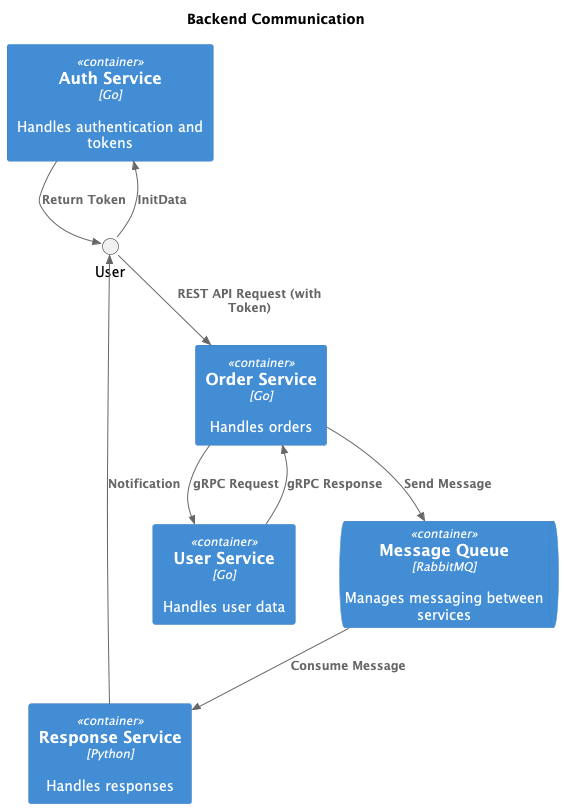 Backend Communication
«container»
Auth Service
[Go]
Handles authentication and
tokens
Return Token
InitData
User
REST API Request (with
Token)
«container»
Order Service
[Go]
Handles orders
Notification
gRPC Request
gRPC Response
Send Message
«container»
User Service
[Go]
Handles user data
«container»
Message Queue
[RabbitMQ]
Manages messaging between
services
Consume Message
«container»
Response Service
[Python]
Handles responses